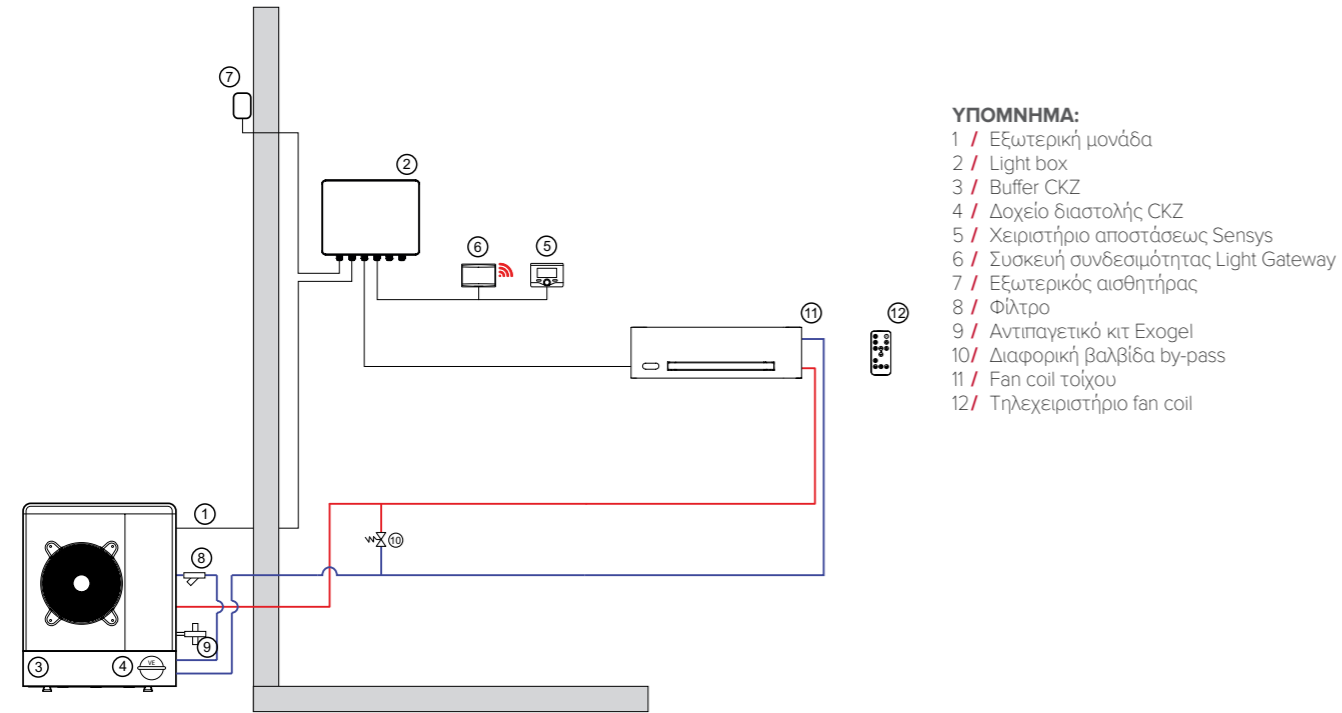 7
2
6
5
11
12
1
10
8
9
3
4
VE
ΥΠΟΜΝΗΜΑ:
1 / Εξωτερική μονάδα
2 / Light box
3 / Buffer CKZ
4 / Δοχείο διαστολής CKZ
5 / Χειριστήριο αποστάσεως Sensys
6 / Συσκευή συνδεσιμότητας Light Gateway
7 / Εξωτερικός αισθητήρας
8 / Φίλτρο
9 / Αντιπαγετικό κιτ Exogel
10/ Διαφορική βαλβίδα by-pass
11 / Fan coil τοίχου
12/ Τηλεχειριστήριο fan coil